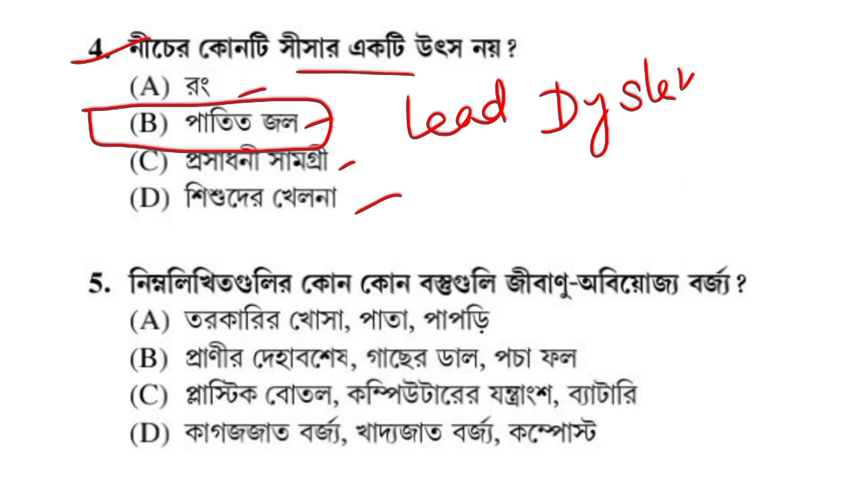 4. নীচের কোনটি সীসার একটি উৎস নয় ?
(A) রং
(B) পাতিত জল
(C) প্রসাধনী সামগ্রী
(D) শিশুদের খেলনা
Lead
5. নিম্নলিখিতগুলির কোন কোন বস্তুগুলি জীবাণু-অবিয়োজ্য বর্জ্য ?
(A) তরকারির খোসা, পাতা, পাপড়ি
(B) প্রাণীর দেহাবশেষ, গাছের ডাল, পচা ফল
(C) প্লাস্টিক বোতল, কম্পিউটারের যন্ত্রাংশ, ব্যাটারি
(D) কাগজজাত বর্জ্য, খাদ্যজাত বর্জ্য, কম্পোস্ট